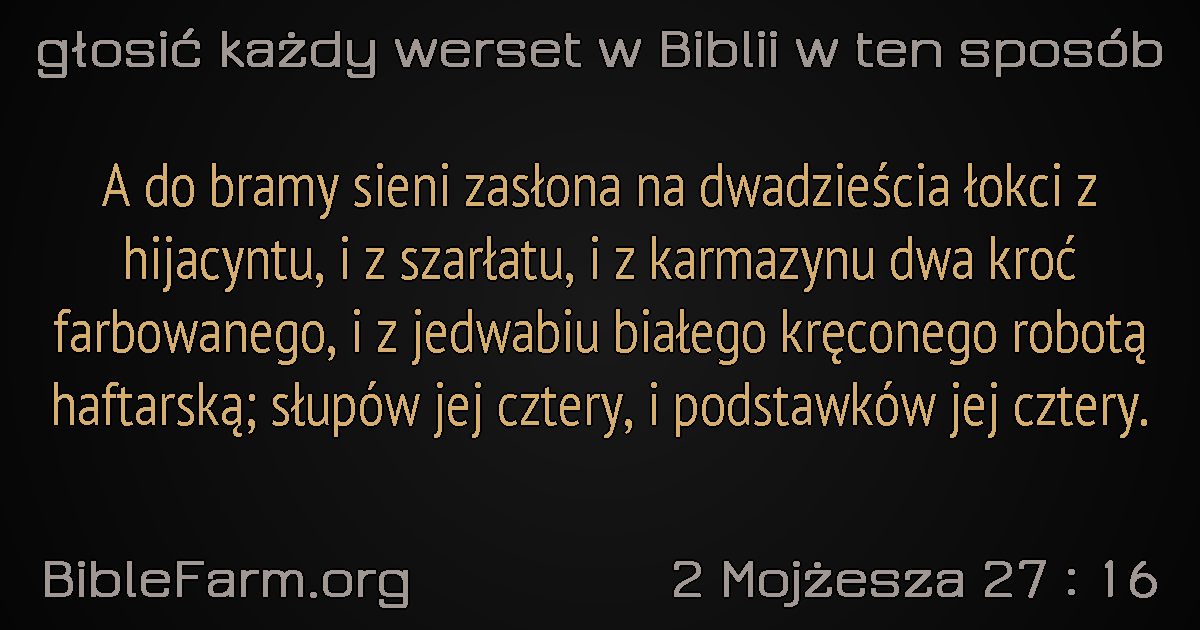 głosić każdy werset w Biblii w ten sposób
A do bramy sieni zasłona na dwadzieścia łokci z
hijacyntu, i z szarłatu, i z karmazynu dwa kroć
farbowanego, i z jedwabiu białego kręconego robotą
haftarską; słupów jej cztery, i podstawków jej cztery.
BibleFarm.org
2 Mojżesza 27 : 16